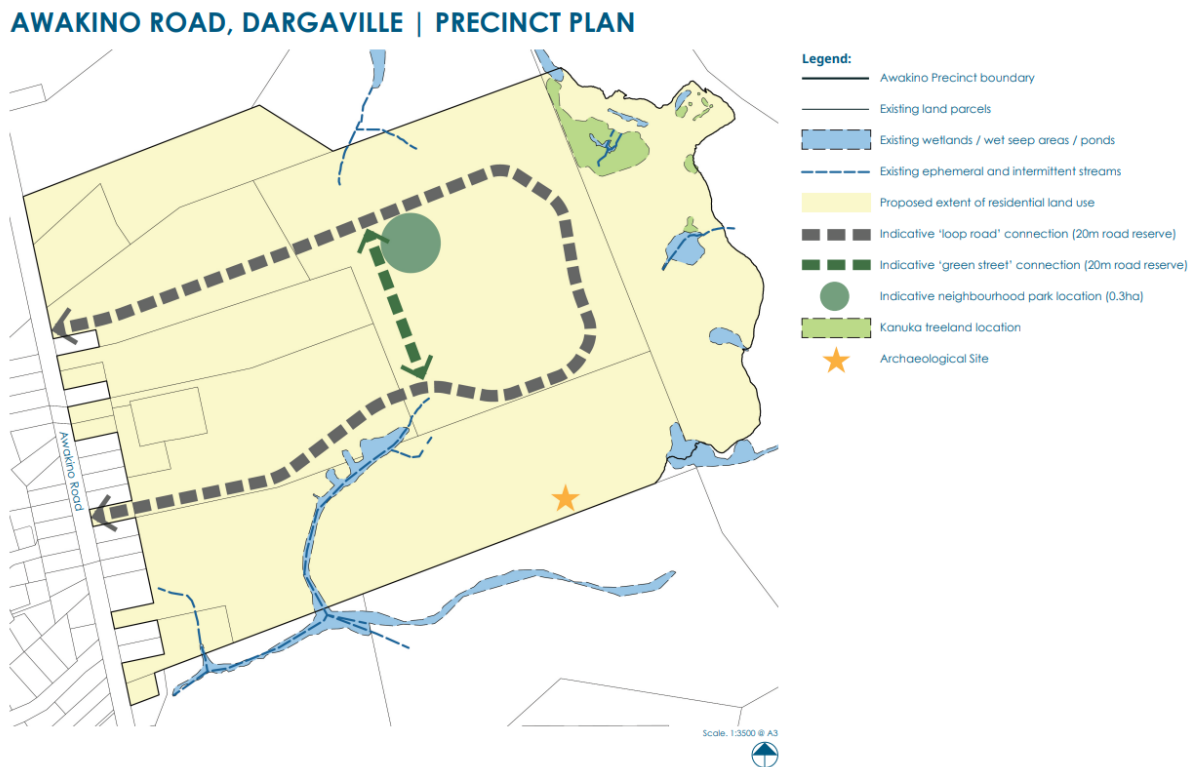 AWAKINO ROAD, DARGAVILLE | PRECINCT PLAN
Legend:
Awakino Precinct boundary
Existing land parcels
Existing wetlands / wet seep areas / ponds
Existing ephemeral and intermittent streams
Proposed extent of residential land use
Indicative ‘loop road’ connection (20m road reserve)
Indicative ‘green street’ connection (20m road reserve)
Indicative neighbourhood park location (0.3ha)
Kanuka treeland location
Archaeological Site
Awakino Road
Scale. 1:3500 @ A3